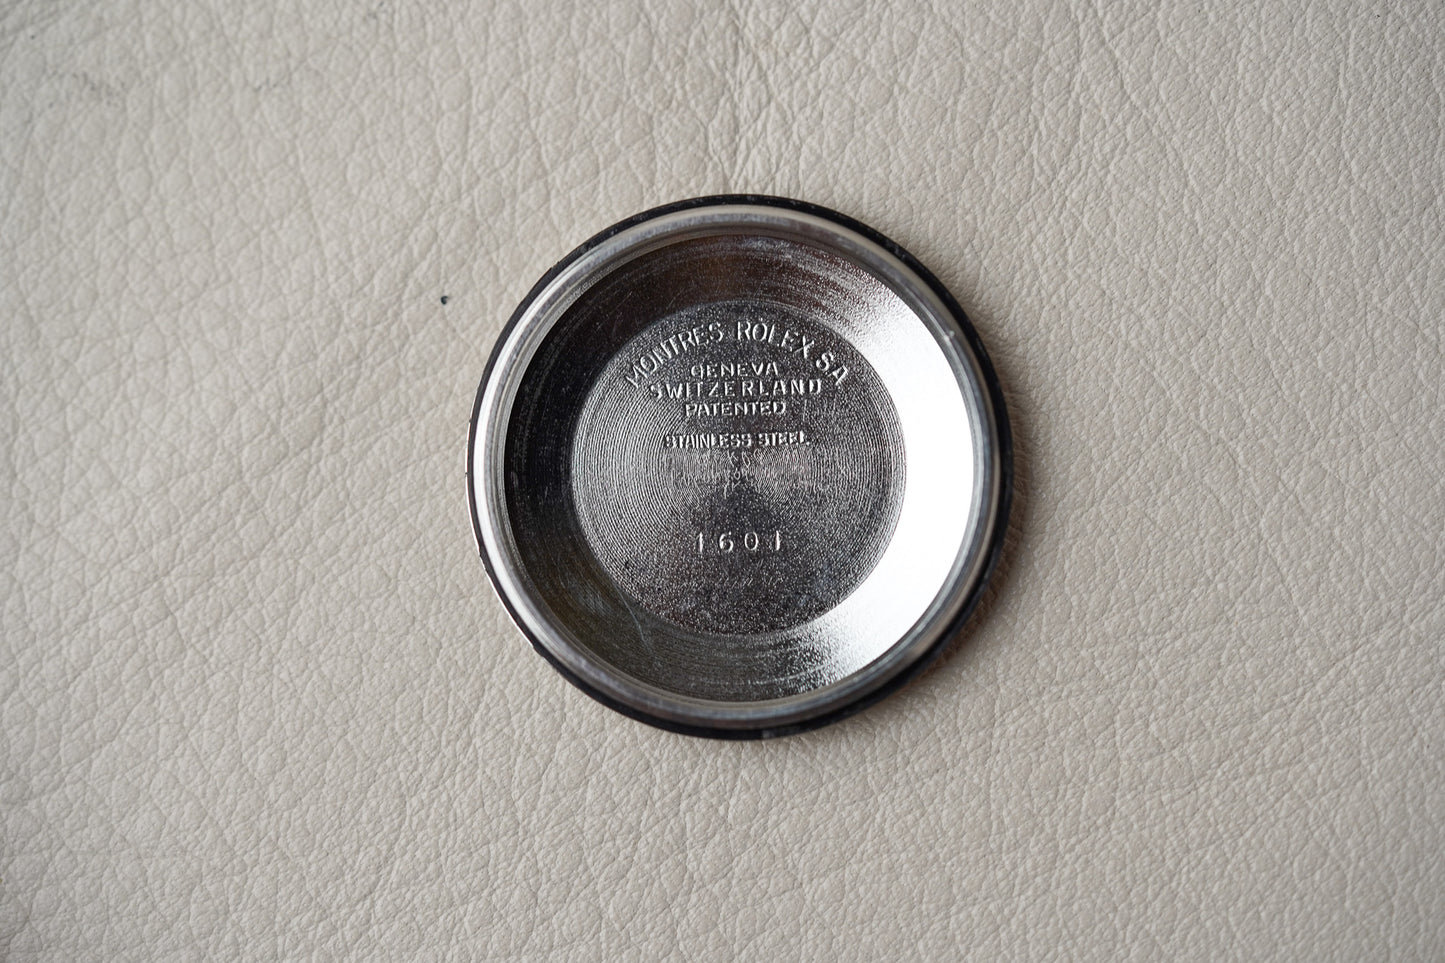 MONTRES ROLEX SA
GENEVA
SWITZERLAND
PATENTED
STAINLESS STEEL
1601